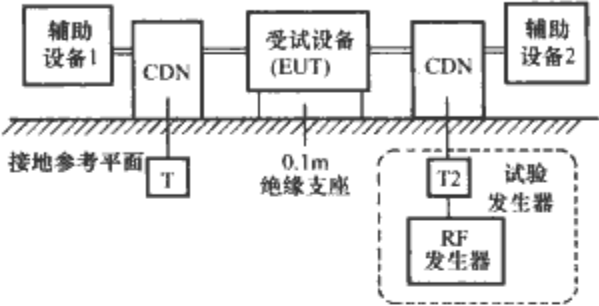 辅助
设备1
CDN
受试设备
(EUT)
CDN
辅助
设备2
接地参考平面
T
0.1m
绝缘支座
T2
试验
发生器
RF
发生器